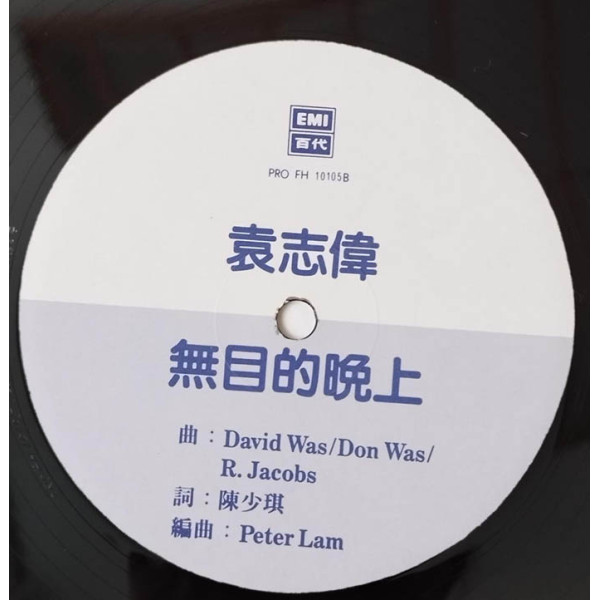 EMI
百代
PRO FH 10105B
袁志偉
無目的晚上
曲：David Was/Don Was/
R. Jacobs
詞：陳少琪
編曲：Peter Lam